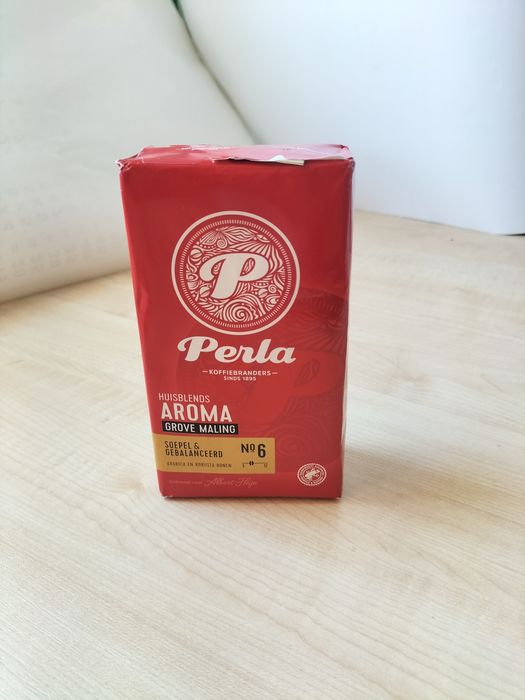 P
Perla
KOFFIEBRANDERS
SINDS 1895
HUISBLENDS
AROMA
GROVE MALING
SOEPEL &
GEBALANCEERD
Nº6
ARABICA EN ROBUSTA BONEN
Albert Heijn